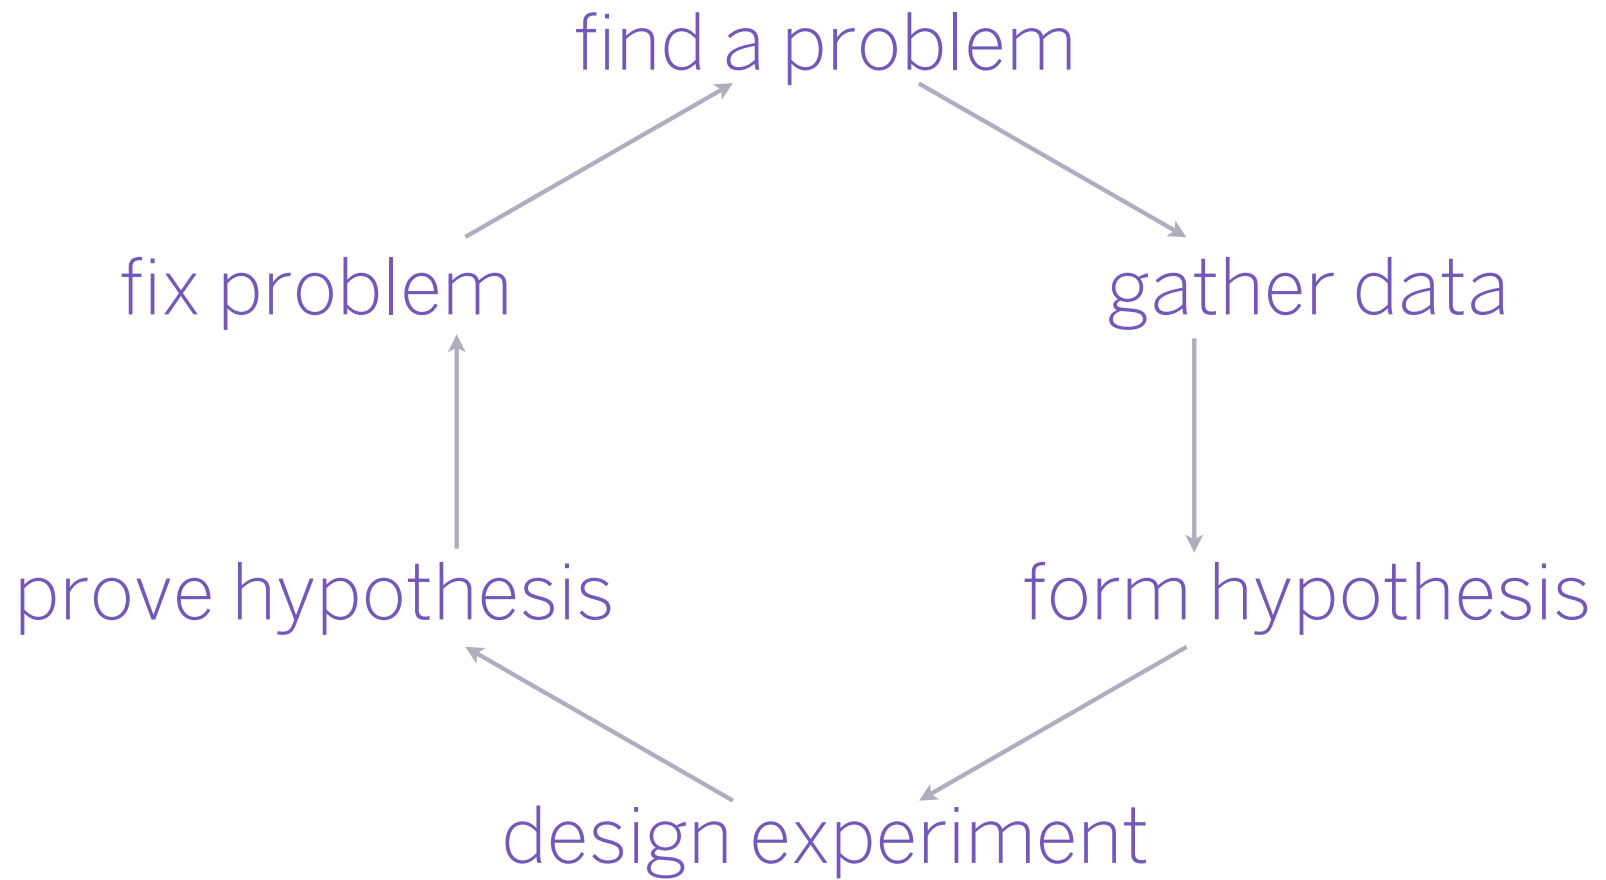 find a problem
gather data
form hypothesis
design experiment
prove hypothesis
fix problem